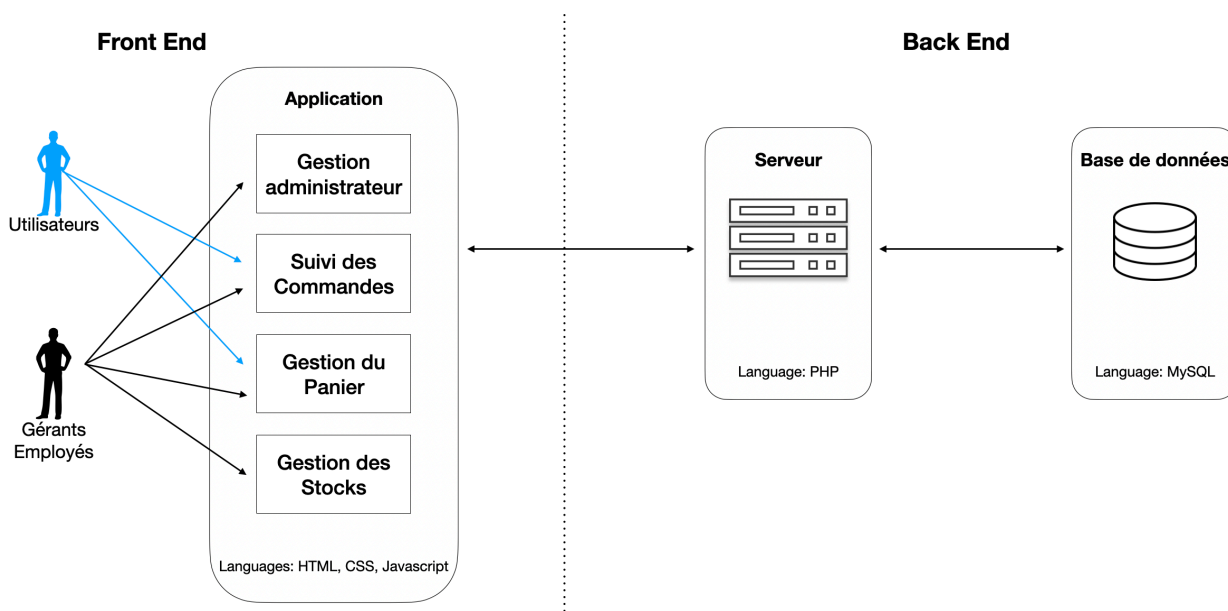 Front End
Back End
Application
Gestion
administrateur
Suivi des
Commandes
Gestion du
Panier
Gestion des
Stocks
Languages: HTML, CSS, Javascript
Utilisateurs
Gérants
Employés
Serveur
Language: PHP
Base de données
Language: MySQL